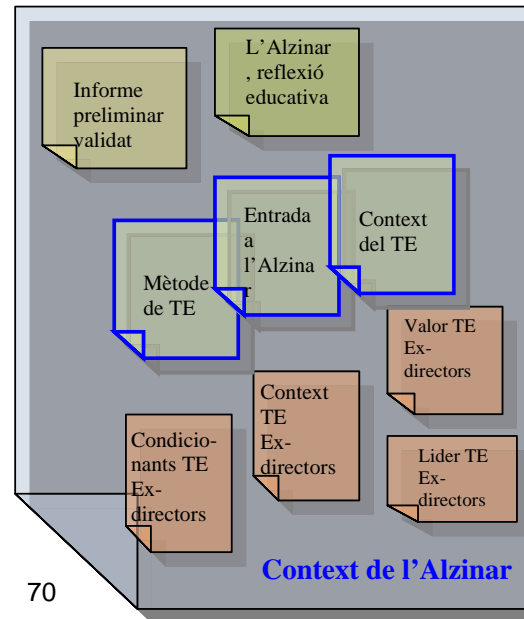 L'Alzinar
, reflexió
educativa
Informe
preliminar
validat
Entrada
a
l'Alzina
r
Context
del TE
Mètode
de TE
Valor TE
Ex-
directors
Context
TE
Ex-
directors
Condicio-
nants TE
Ex-
directors
Lider TE
Ex-
directors
Context de l'Alzinar
70